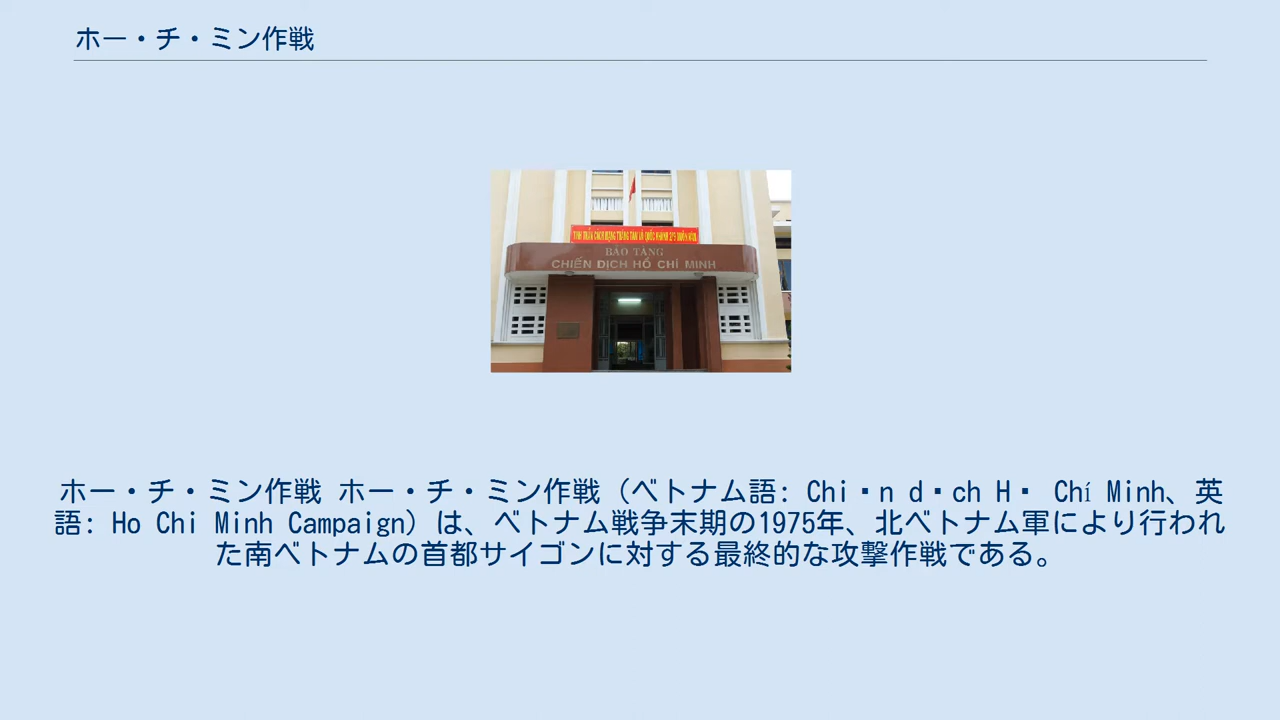 ホー・チ・ミン作戦
BẢO TÀNG
CHIẾN DỊCH HỒ CHÍ MINH
ホー・チ・ミン作戦 ホー・チ・ミン作戦（ベトナム語: Chi▪n d▪ch H▪ Chí Minh、英
語: Ho Chi Minh Campaign）は、ベトナム戦争末期の1975年、北ベトナム軍により行われ
た南ベトナムの首都サイゴンに対する最終的な攻撃作戦である。